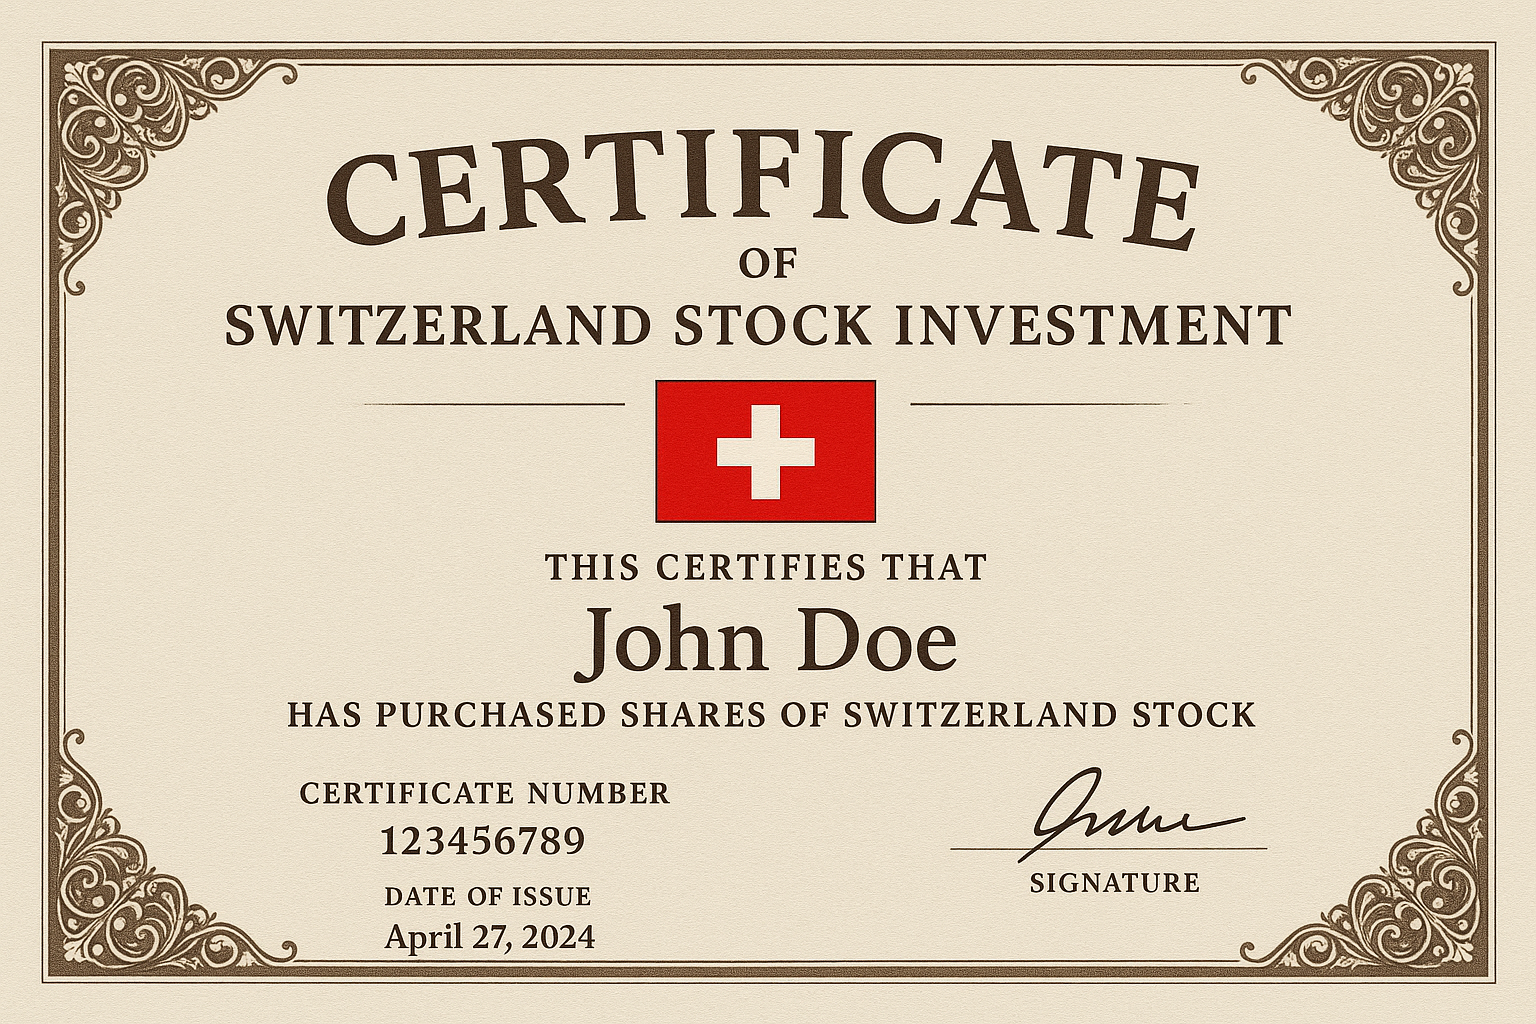 CERTIFICATE
OF
SWITZERLAND STOCK INVESTMENT
THIS CERTIFIES THAT
John Doe
HAS PURCHASED SHARES OF SWITZERLAND STOCK
CERTIFICATE NUMBER
123456789
DATE OF ISSUE
April 27, 2024
SIGNATURE